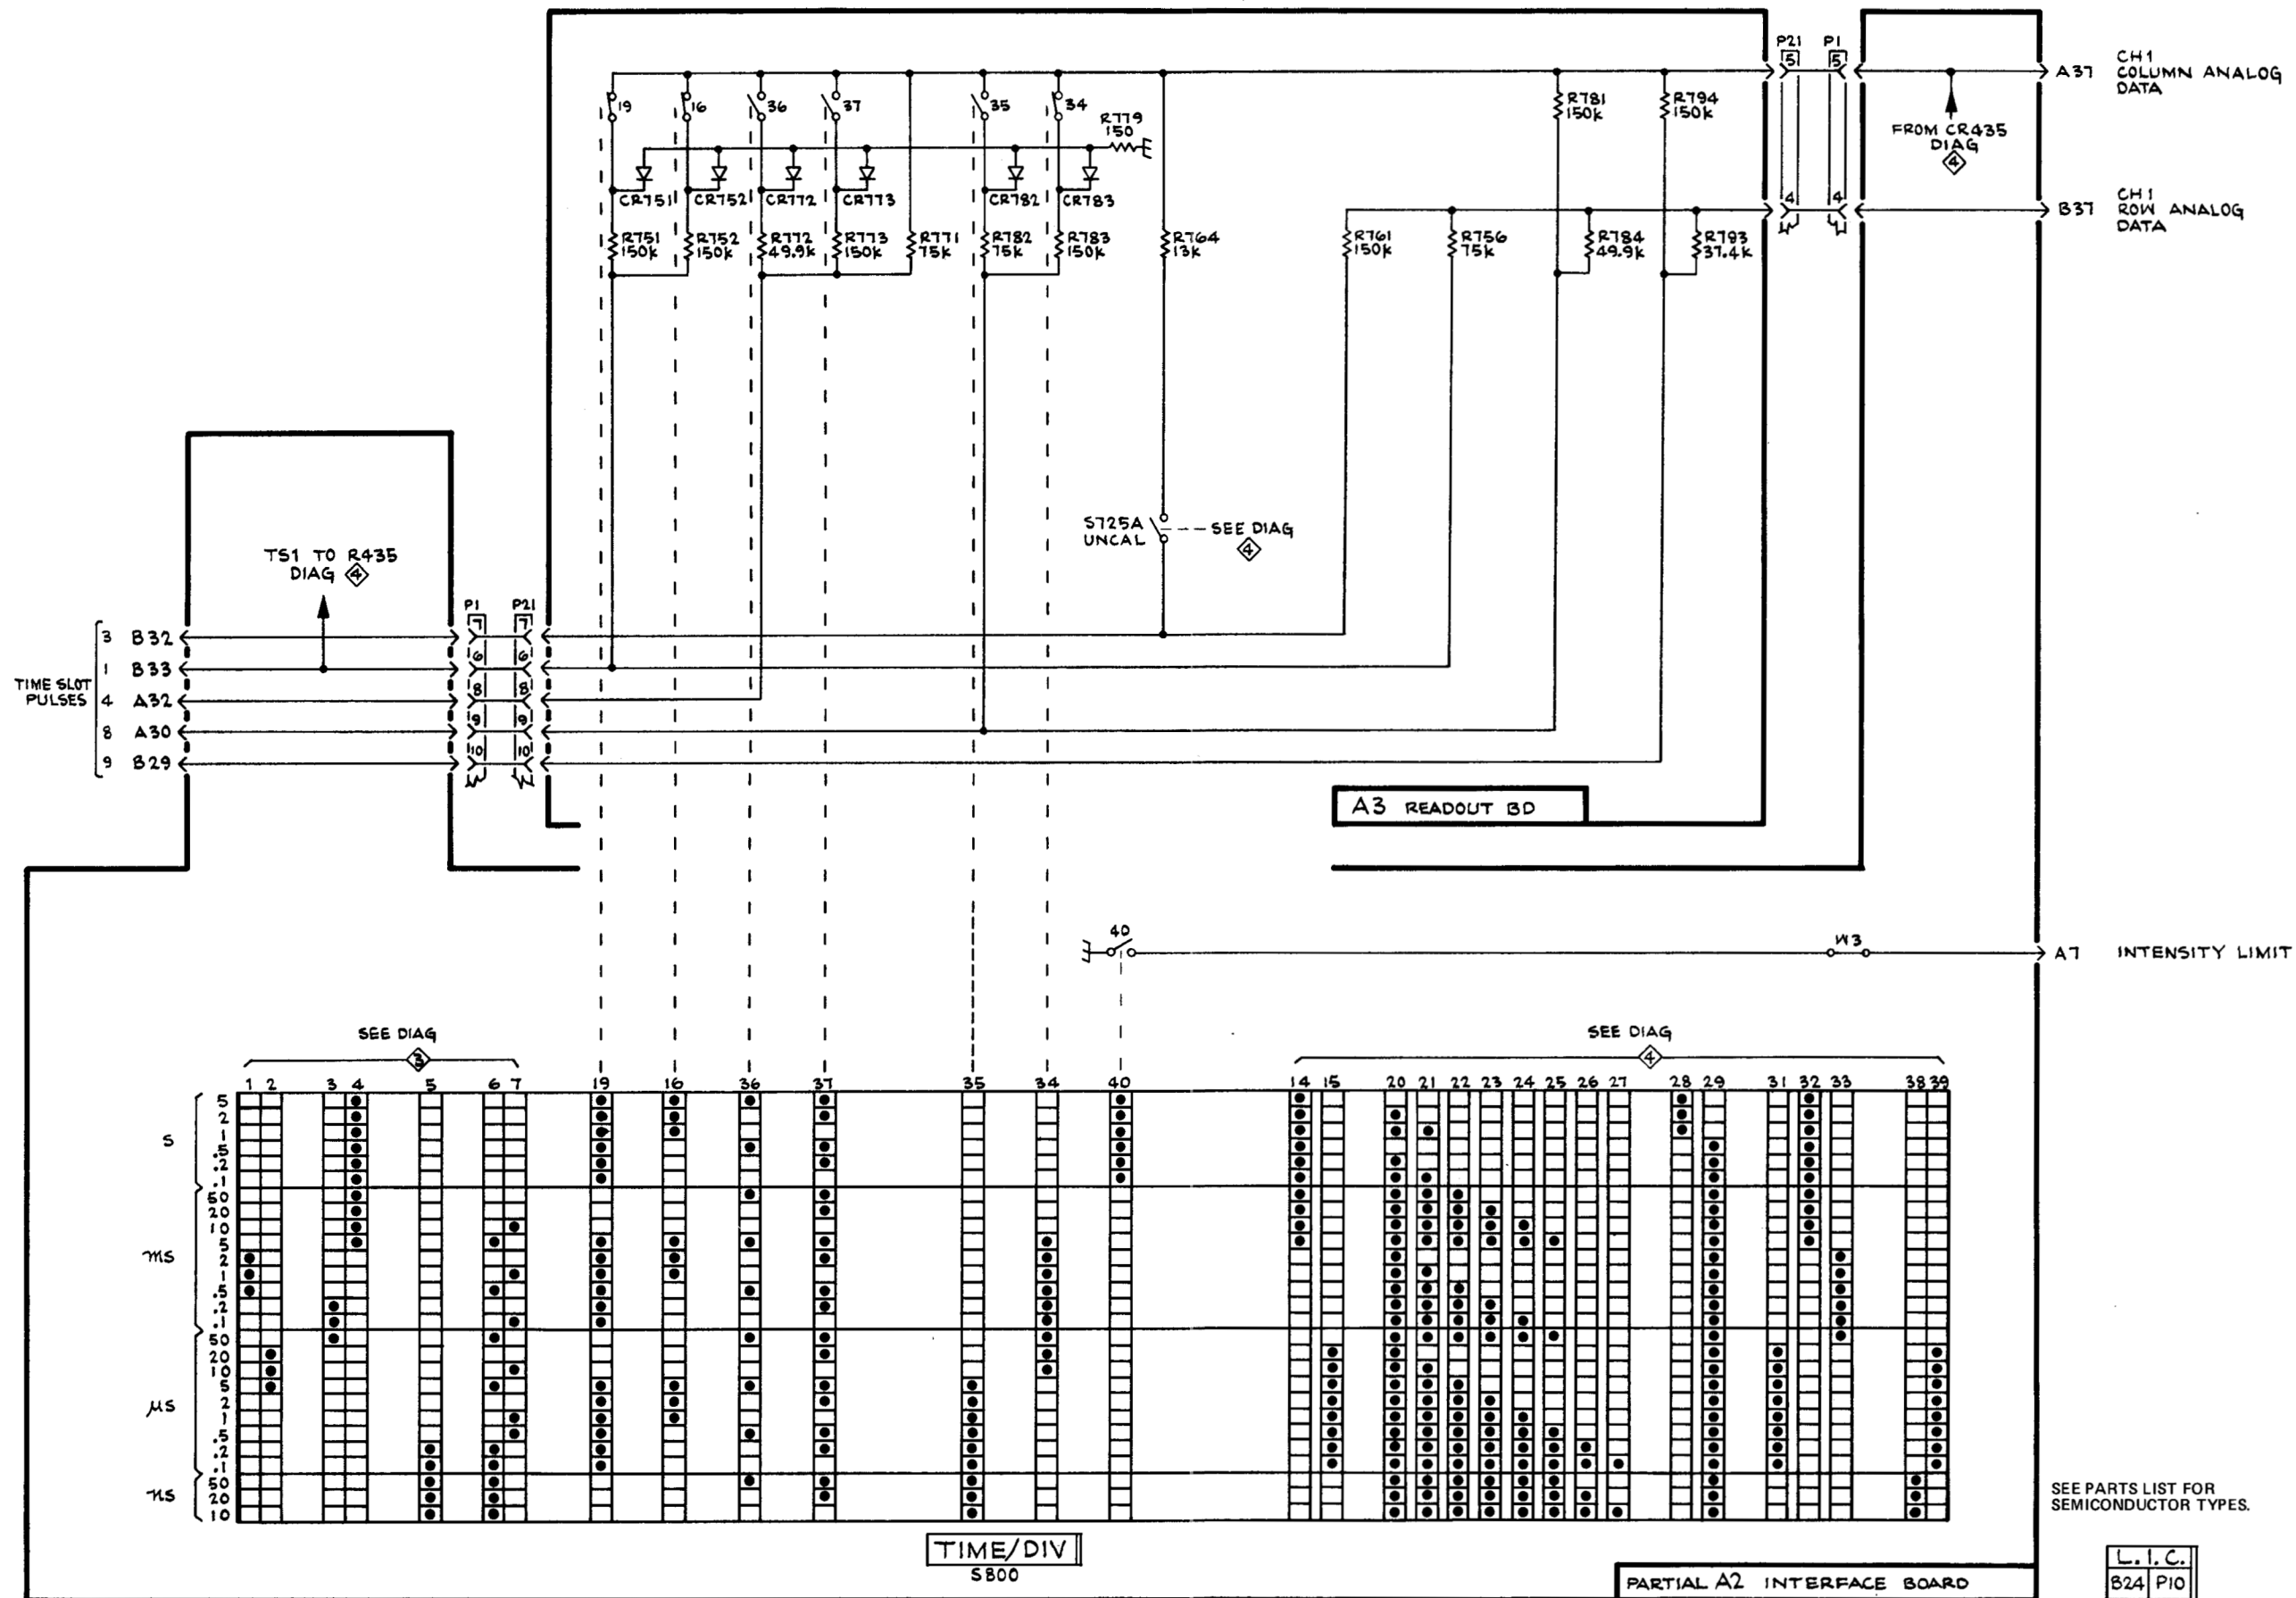 P21 P1
5 5
A37 CH1
COLUMN ANALOG
DATA
19 16 36 37 35 34
R779
150
R781
150K
R794
150K
FROM CR435
DIAG
4
CR751 CR752 CR772 CR773 CR782 CR783
4 4
B37 CH1
ROW ANALOG
DATA
R751
150K
R752
150K
R772
49.9K
R773
150K
R771
75K
R782
75K
R783
150K
R764
13K
R761
150K
R756
75K
R784
49.9K
R793
37.4K
S725A
UNCAL
SEE DIAG
4
TS1 TO R435
DIAG 4
P1 P21
TIME SLOT
PULSES
3 B32 7 7
1 B33 6 6
4 A32 8 8
8 A30 9 9
9 B29 10 10
A3 READOUT BD
40
W3
A7 INTENSITY LIMIT
SEE DIAG
3
SEE DIAG
4
1 2 3 4 5 6 7 19 16 36 37 35 34 40 14 15 20 21 22 23 24 25 26 27 28 29 31 32 33 38 39
S
5
2
1
.5
.2
.1
mS
50
20
10
5
2
1
.5
.2
.1
μS
50
20
10
5
2
1
.5
.2
.1
nS
50
20
10
TIME/DIV
S800
SEE PARTS LIST FOR
SEMICONDUCTOR TYPES.
PARTIAL A2 INTERFACE BOARD
L.I.C.
B24 P10